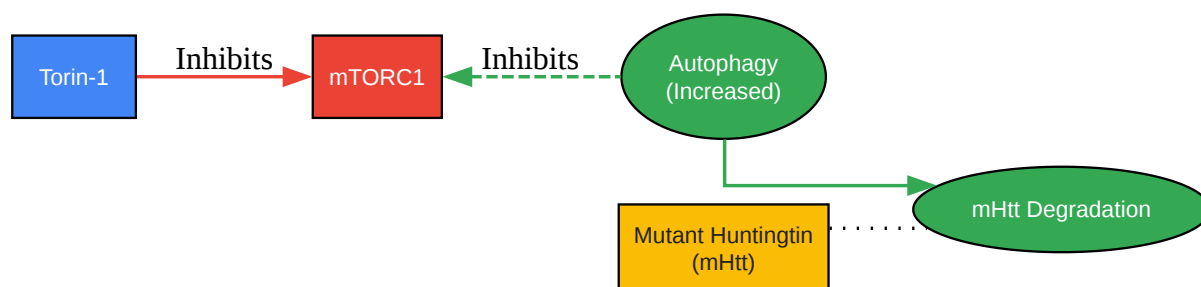 Torin-1
Inhibits
mTORC1
Inhibits
Autophagy
(Increased)
mHtt Degradation
Mutant Huntingtin
(mHtt)